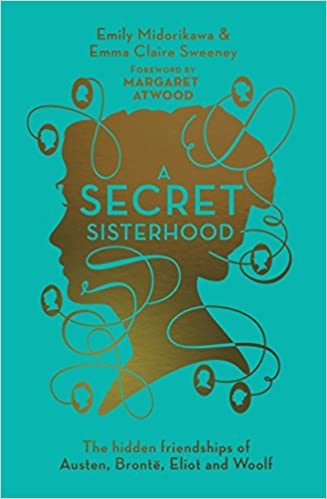 Emily Midorikawa &
Emma Claire Sweeney
FOREWORD BY
MARGARET
ATWOOD
A
SECRET
SISTERHOOD
The hidden friendships of
Austen, Brontë, Eliot and Woolf